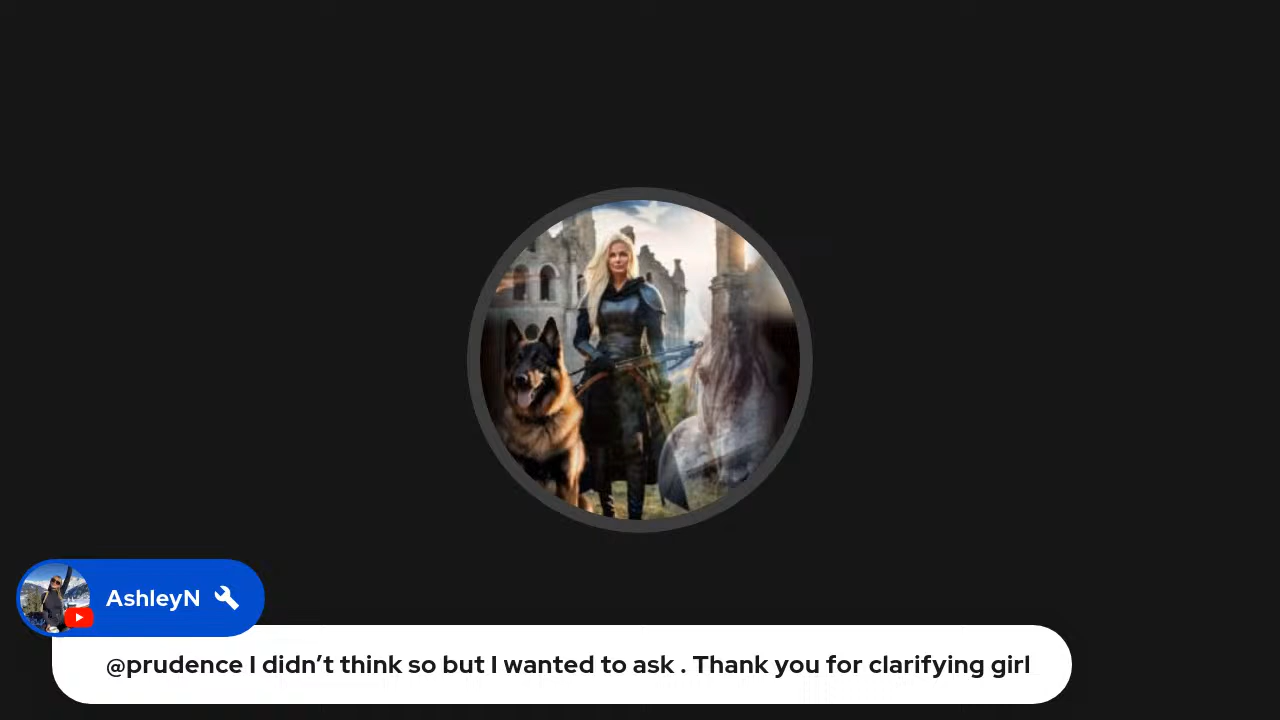 AshleyN
@prudence I didn’t think so but I wanted to ask . Thank you for clarifying girl